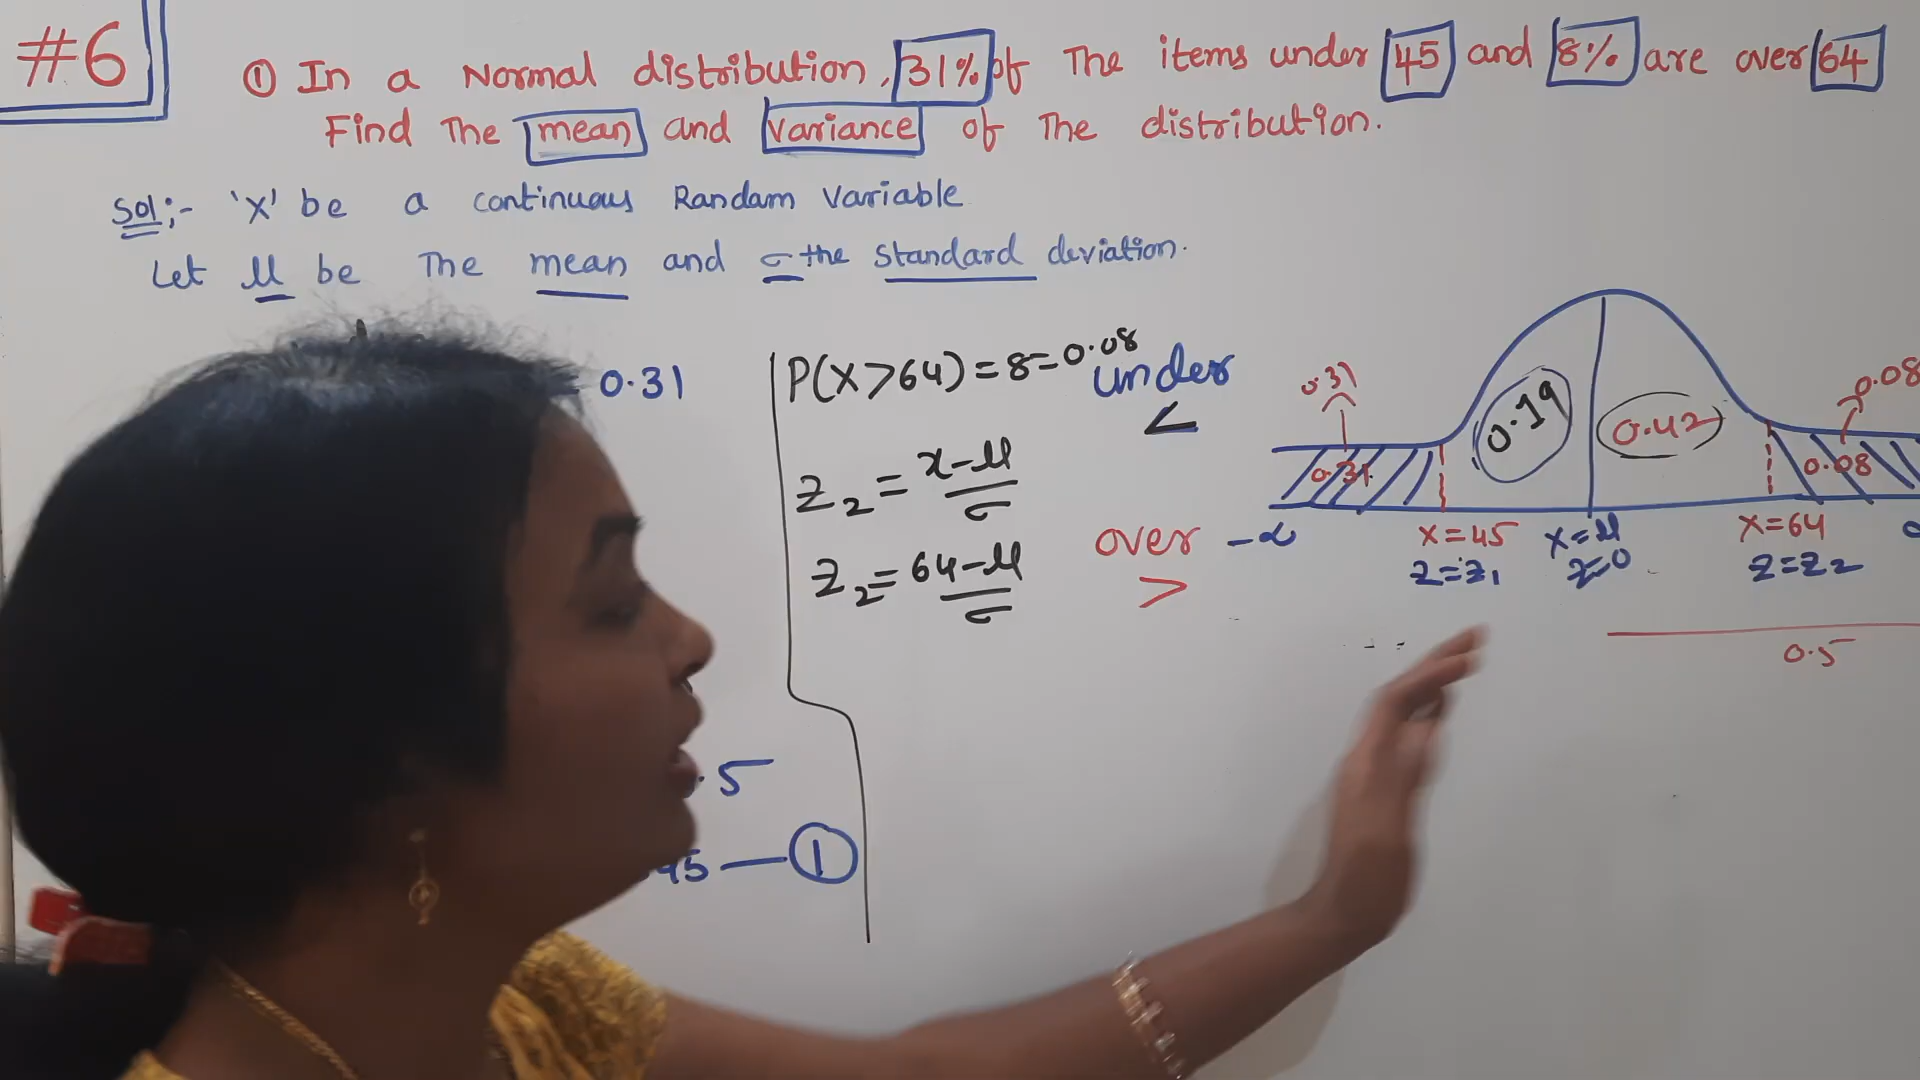 #6
① In a Normal distribution, 31% of The items under 45 and 8% are over 64
Find The mean and variance of The distribution.
Sol:- 'X' be a continuous Random Variable
Let μ be The mean and σ the standard deviation.
= 0.31
P(X>64) = 8 = 0.08
under
<
z₂ = x-μ/σ
z₂ = 64-μ/σ
over
>
.5
45 — ①
0.31
0.08
0.19
0.42
0.31
0.08
-∝
X=45
X=μ
X=64
z=z₁
z=0
z=z₂
0.5